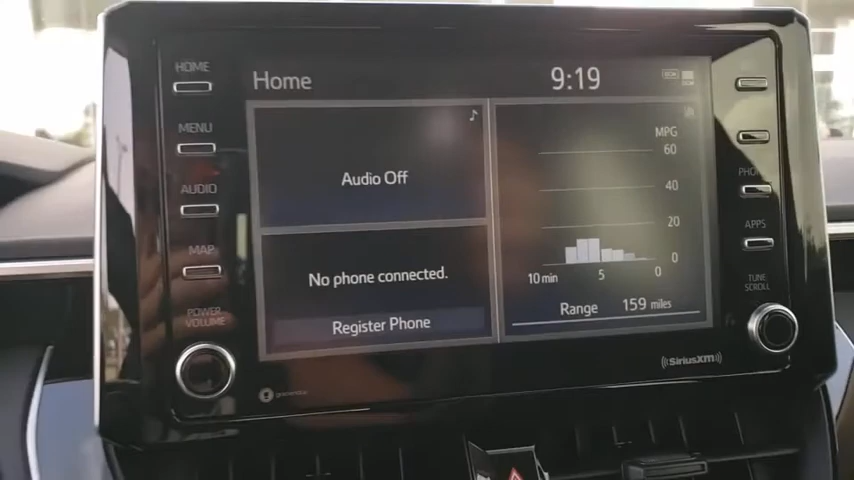 HOME
MENU
AUDIO
MAP
POWER
VOLUME
Home
9:19
Audio Off
No phone connected.
Register Phone
MPG
60
40
20
0
10 min
5
0
Range 159 miles
APPS
TUNE
SCROLL
SiriusXM